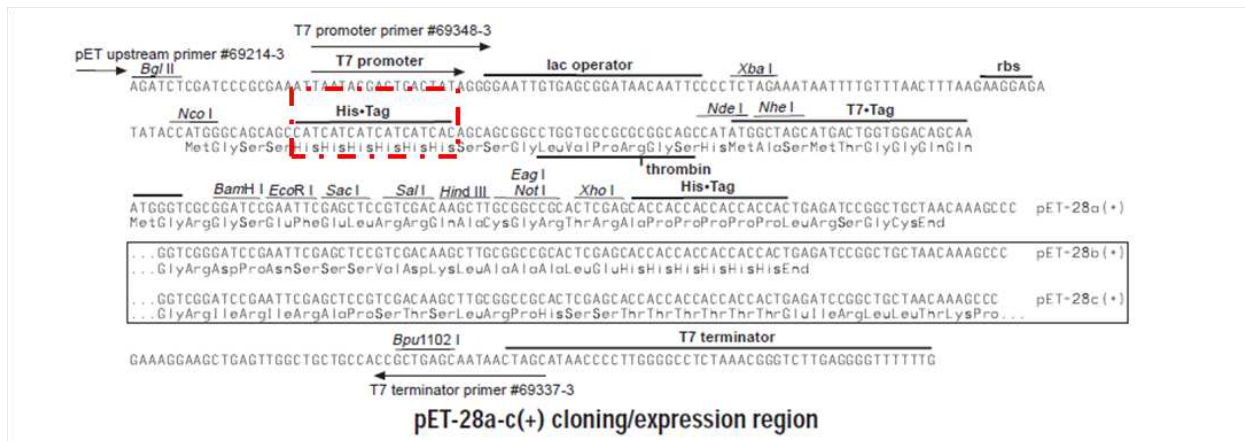 T7 promoter primer #69348-3
pET upstream primer #69214-3
Bgl II
T7 promoter
lac operator
Xba I
rbs
AGATCTCGATCCCGCGAAATTAATACGACTCACTATAGGGGAATTGTGAGCGGATAACAATTCCCCTCTAGAAATAATTTTGTTTAACTTTAAGAAGGAGA
Nco I
His•Tag
Nde I
Nhe I
T7•Tag
TATACCATGGGCAGCAGCCATCATCATCATCATCACAGCAGCGGCCTGGTGCCGCGCGGCAGCCATATGGCTAGCATGACTGGTGGACAGCAA
MetGlySerSerHisHisHisHisHisHisSerSerGlyLeuValProArgGlySerHisMetAlaSerMetThrGlyGlyGlnGln
thrombin
BamH I
EcoR I
Sac I
Sal I
Hind III
Eag I
Not I
Xho I
His•Tag
ATGGGTCGCGGATCCGAATTCGAGCTCCGTCGACAAGCTTGCGGCCGCACTCGAGCACCACCACCACCACCACTGAGATCCGGCTGCTAACAAAGCCC pET-28a(+)
MetGlyArgGlySerGluPheGluLeuArgArgGlnAlaCysGlyArgThrArgAlaProProProProProProLeuArgSerGlyCysEnd
...GGTCGGGATCCGAATTCGAGCTCCGTCGACAAGCTTGCGGCCGCACTCGAGCACCACCACCACCACCACTGAGATCCGGCTGCTAACAAAGCCC pET-28b(+)
...GlyArgAspProAsnSerSerSerValAspLysLeuAlaAlaAlaLeuGluHisHisHisHisHisHisEnd
...GGTCGGATCCGAATTCGAGCTCCGTCGACAAGCTTGCGGCCGCACTCGAGCACCACCACCACCACCACTGAGATCCGGCTGCTAACAAAGCCC pET-28c(+)
...GlyArgIleArgIleArgAlaProSerThrSerLeuArgProHisSerSerThrThrThrThrThrThrGluIleArgLeuLeuThrLysPro...
Bpu1102 I
T7 terminator
GAAAGGAAGCTGAGTTGGCTGCTGCCACCGCTGAGCAATAACTAGCATAACCCCTTGGGGCCTCTAAACGGGTCTTGAGGGGTTTTTTG
T7 terminator primer #69337-3
pET-28a-c(+) cloning/expression region